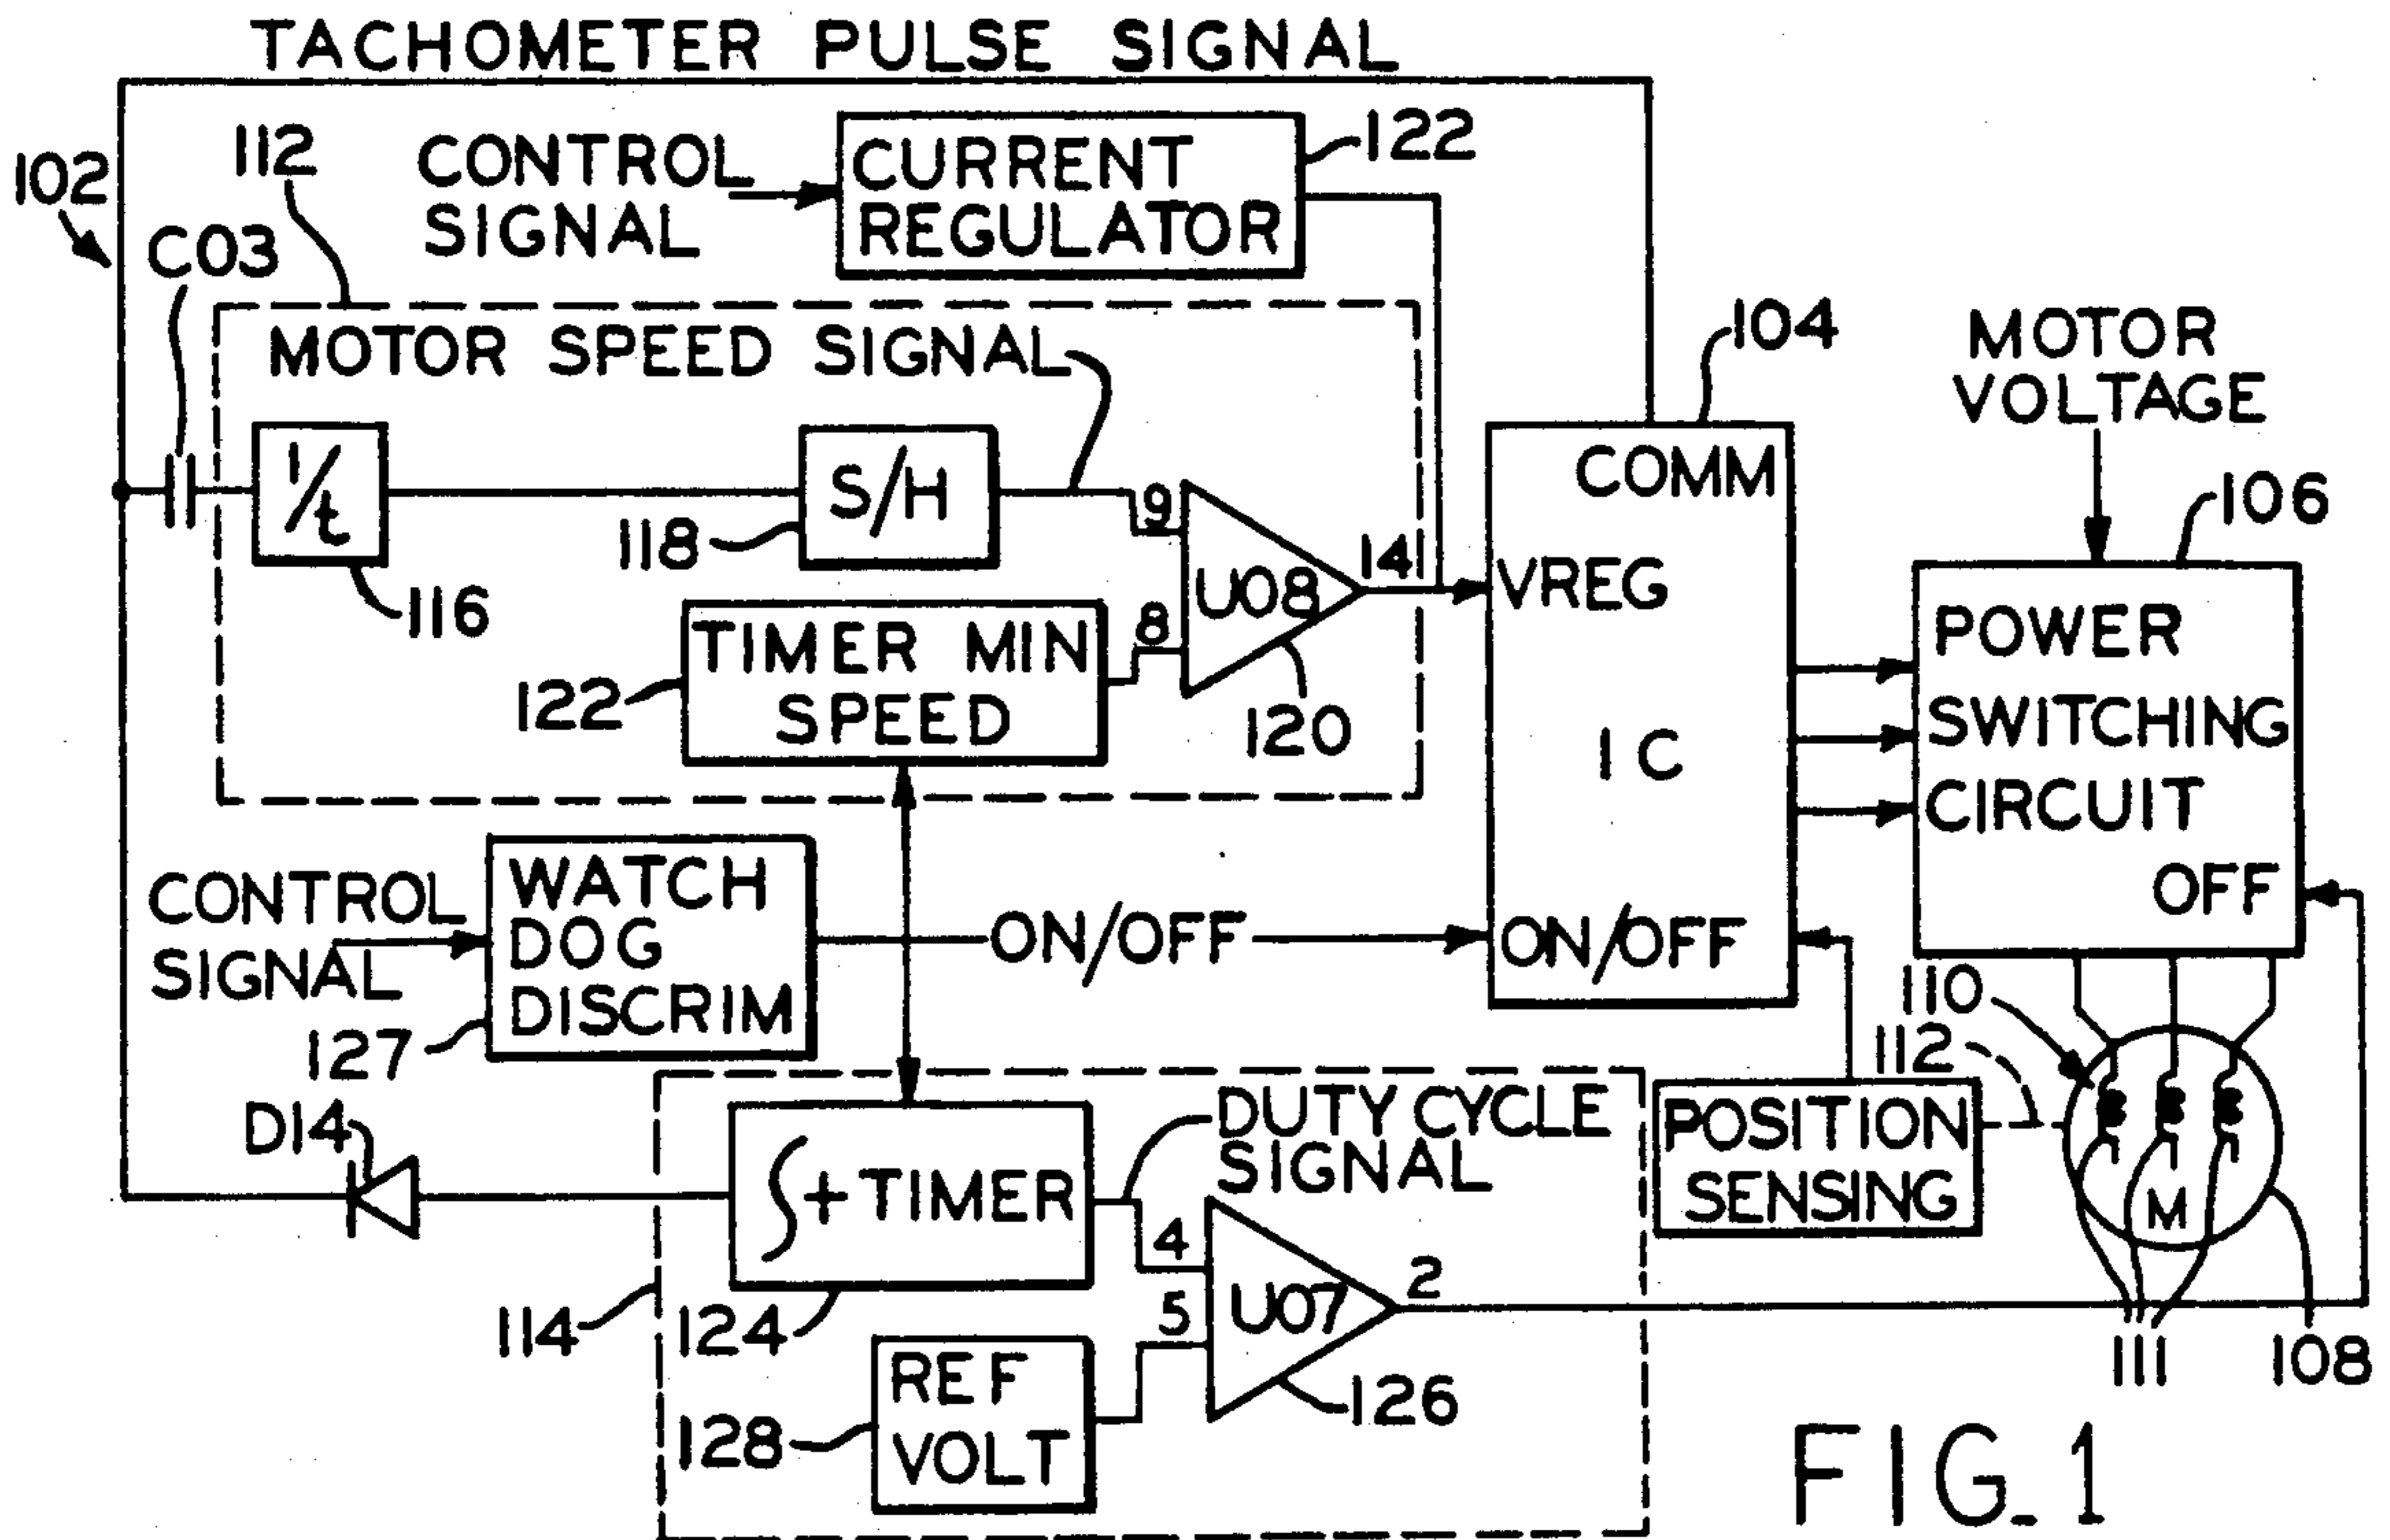 TACHOMETER PULSE SIGNAL
102
112
C03
CONTROL
SIGNAL
CURRENT
REGULATOR
122
MOTOR SPEED SIGNAL
104
MOTOR
VOLTAGE
1/t
116
118
S/H
9
8
U08
14
120
TIMER MIN
SPEED
122
COMM
VREG
IC
ON/OFF
106
POWER
SWITCHING
CIRCUIT
OFF
CONTROL
SIGNAL
WATCH
DOG
DISCRIM
127
ON/OFF
110
112
D14
∫+TIMER
124
DUTY CYCLE
SIGNAL
POSITION
SENSING
M
4
5
U07
2
114
REF
VOLT
128
126
111
108
FIG. 1